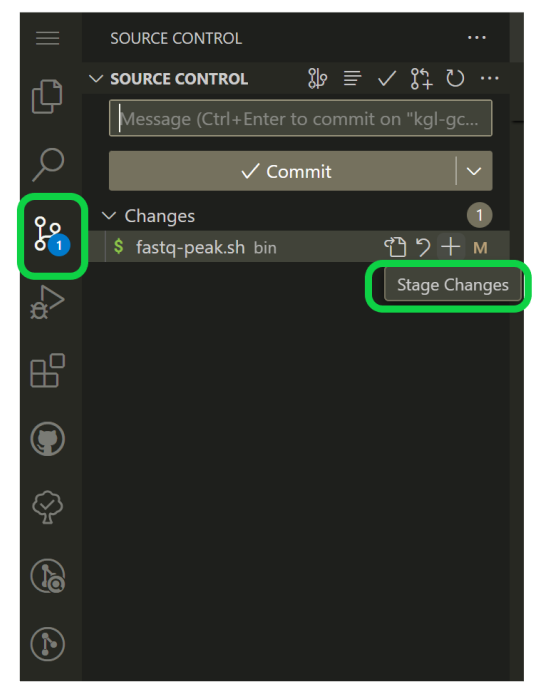 SOURCE CONTROL
SOURCE CONTROL
Message (Ctrl+Enter to commit on "kgl-gc...
Commit
Changes 1
$ fastq-peak.sh bin M
1
Stage Changes